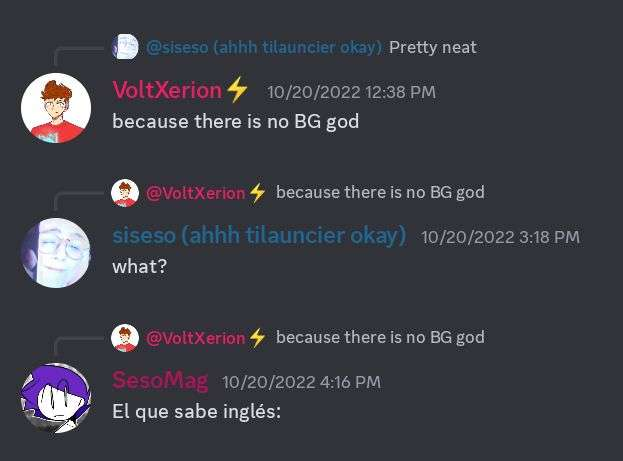 @siseso (ahhh tilauncier okay) Pretty neat
VoltXerion⚡ 10/20/2022 12:38 PM
because there is no BG god
@VoltXerion⚡ because there is no BG god
siseso (ahhh tilauncier okay) 10/20/2022 3:18 PM
what?
@VoltXerion⚡ because there is no BG god
SesoMag 10/20/2022 4:16 PM
El que sabe inglés: